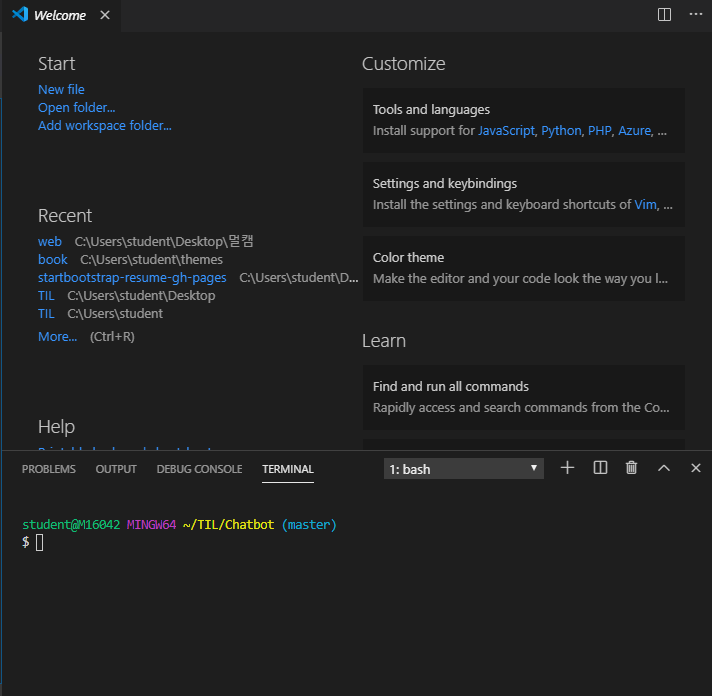 Welcome
Start
New file
Open folder...
Add workspace folder...
Recent
web C:\Users\student\Desktop\멀캠
book C:\Users\student\themes
startbootstrap-resume-gh-pages C:\Users\student\D...
TIL C:\Users\student\Desktop
TIL C:\Users\student
More... (Ctrl+R)
Help
Customize
Tools and languages
Install support for JavaScript, Python, PHP, Azure, ...
Settings and keybindings
Install the settings and keyboard shortcuts of Vim, ...
Color theme
Make the editor and your code look the way you l...
Learn
Find and run all commands
Rapidly access and search commands from the Co...
PROBLEMS OUTPUT DEBUG CONSOLE TERMINAL 1: bash
student@M16042 MINGW64 ~/TIL/Chatbot (master)
$